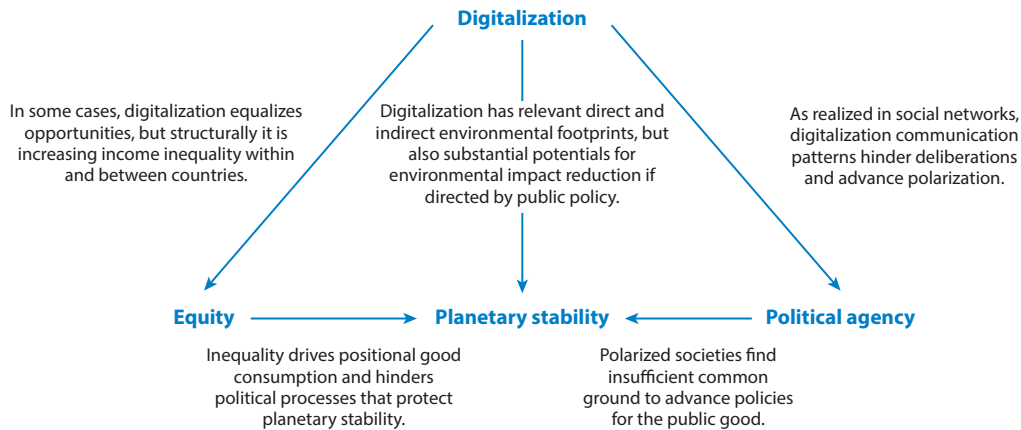 Digitalization
In some cases, digitalization equalizes
opportunities, but structurally it is
increasing income inequality within
and between countries.
Digitalization has relevant direct and
indirect environmental footprints, but
also substantial potentials for
environmental impact reduction if
directed by public policy.
As realized in social networks,
digitalization communication
patterns hinder deliberations
and advance polarization.
Equity
Planetary stability
Political agency
Inequality drives positional good
consumption and hinders
political processes that protect
planetary stability.
Polarized societies find
insufficient common
ground to advance policies
for the public good.